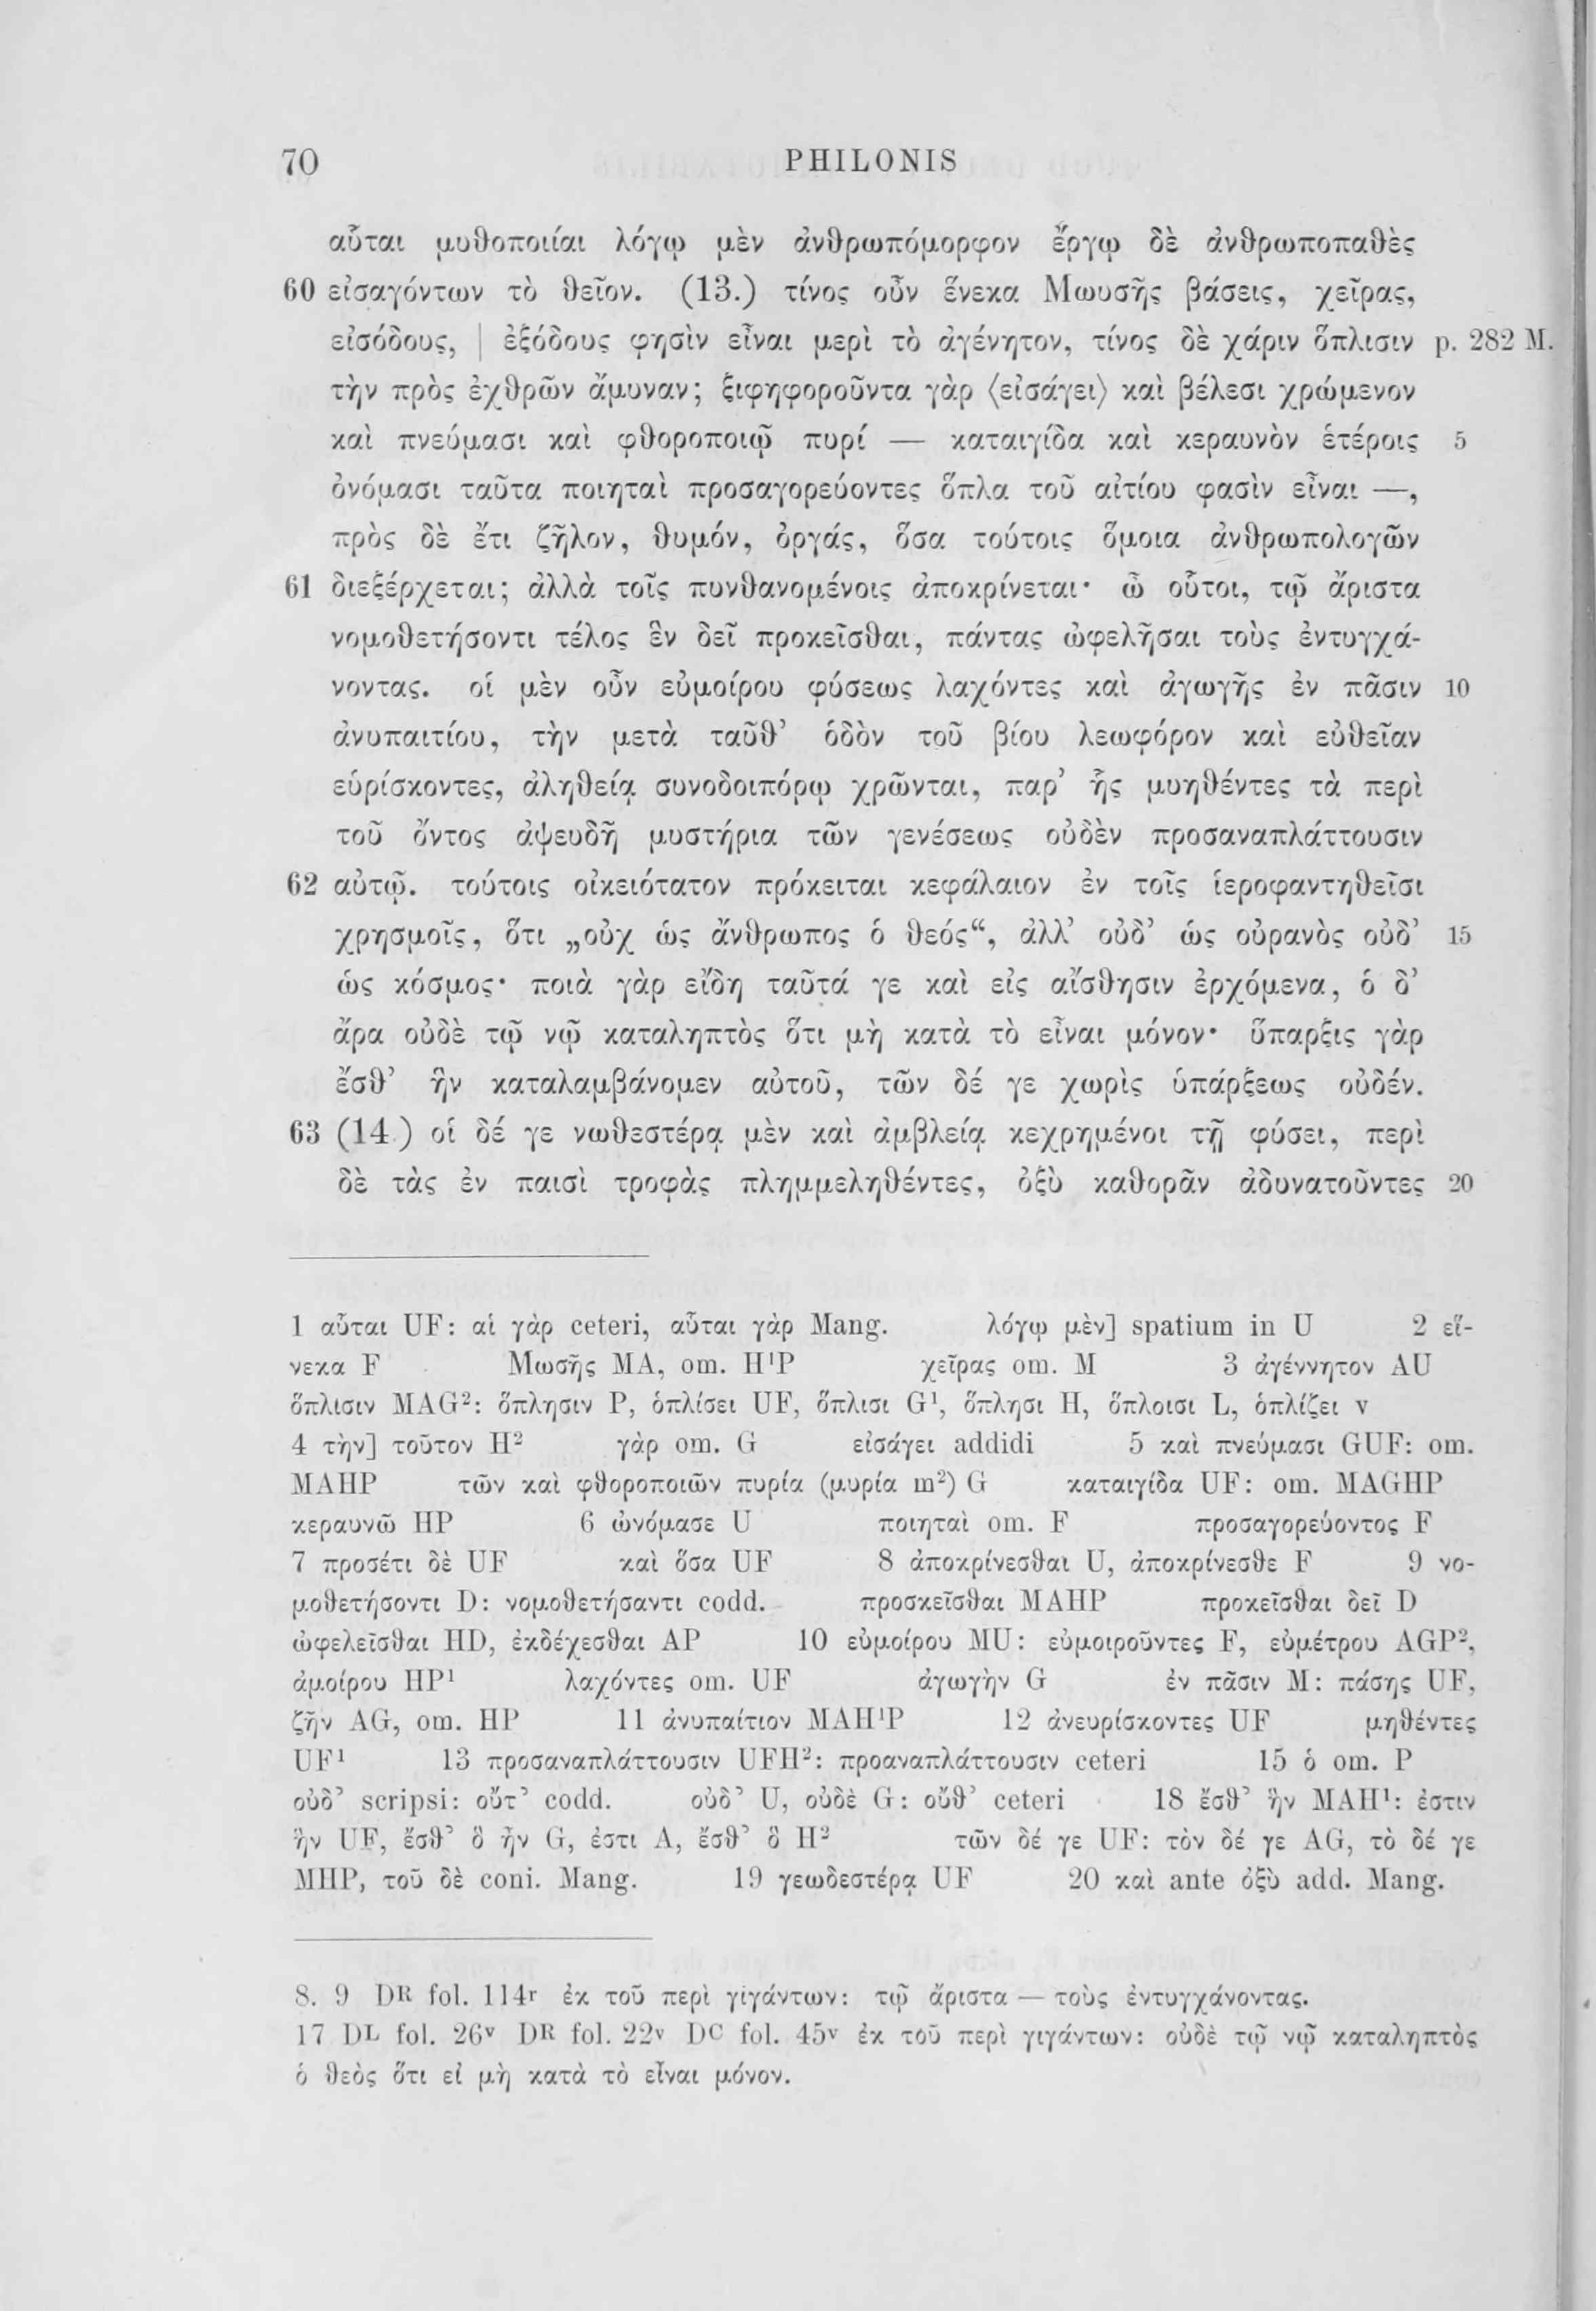 70 PHILONIS
αὗται μυθοποιίαι λόγῳ μὲν ἀνθρωπόμορφον ἔργῳ δὲ ἀνθρωποπαθὲς
60 εἰσαγόντων τὸ θεῖον. (13.) τίνος οὖν ἕνεκα Μωυσῆς βάσεις, χεῖρας,
εἰσόδους, | ἐξόδους φησὶν εἶναι μερὶ τὸ ἀγένητον, τίνος δὲ χάριν ὅπλισιν p. 282 M.
τὴν πρὸς ἐχθρῶν ἄμυναν; ξιφηφοροῦντα γὰρ ⟨εἰσάγει⟩ καὶ βέλεσι χρώμενον
καὶ πνεύμασι καὶ φθοροποιῷ πυρί — καταιγίδα καὶ κεραυνὸν ἑτέροις 5
ὀνόμασι ταῦτα ποιηταὶ προσαγορεύοντες ὅπλα τοῦ αἰτίου φασὶν εἶναι —,
πρὸς δὲ ἔτι ζῆλον, θυμόν, ὀργάς, ὅσα τούτοις ὅμοια ἀνθρωπολογῶν
61 διεξέρχεται; ἀλλὰ τοῖς πυνθανομένοις ἀποκρίνεται· ὦ οὗτοι, τῷ ἄριστα
νομοθετήσοντι τέλος ἓν δεῖ προκεῖσθαι, πάντας ὠφελῆσαι τοὺς ἐντυγχά-
νοντας. οἱ μὲν οὖν εὐμοίρου φύσεως λαχόντες καὶ ἀγωγῆς ἐν πᾶσιν 10
ἀνυπαιτίου, τὴν μετὰ ταῦθ’ ὁδὸν τοῦ βίου λεωφόρον καὶ εὐθεῖαν
εὑρίσκοντες, ἀληθείᾳ συνοδοιπόρῳ χρῶνται, παρ’ ἧς μυηθέντες τὰ περὶ
τοῦ ὄντος ἀψευδῆ μυστήρια τῶν γενέσεως οὐδὲν προσαναπλάττουσιν
62 αὐτῷ. τούτοις οἰκειότατον πρόκειται κεφάλαιον ἐν τοῖς ἱεροφαντηθεῖσι
χρησμοῖς, ὅτι „οὐχ ὡς ἄνθρωπος ὁ θεός“, ἀλλ’ οὐδ’ ὡς οὐρανὸς οὐδ’ 15
ὡς κόσμος· ποιὰ γὰρ εἴδη ταῦτά γε καὶ εἰς αἴσθησιν ἐρχόμενα, ὁ δ’
ἄρα οὐδὲ τῷ νῷ καταληπτὸς ὅτι μὴ κατὰ τὸ εἶναι μόνον· ὕπαρξις γὰρ
ἔσθ’ ἣν καταλαμβάνομεν αὐτοῦ, τῶν δέ γε χωρὶς ὑπάρξεως οὐδέν.
63 (14.) οἱ δέ γε νωθεστέρᾳ μὲν καὶ ἀμβλείᾳ κεχρημένοι τῇ φύσει, περὶ
δὲ τὰς ἐν παισὶ τροφὰς πλημμεληθέντες, ὀξὺ καθορᾶν ἀδυνατοῦντες 20
1 αὗται UF: αἱ γὰρ ceteri, αὗται γὰρ Mang. λόγῳ μὲν] spatium in U 2 εἵ-
νεκα F Μωσῆς MA, om. H¹P χεῖρας om. M 3 ἀγέννητον AU
ὅπλισιν MAG²: ὅπλησιν P, ὁπλίσει UF, ὅπλισι G¹, ὅπλησι H, ὅπλοισι L, ὁπλίζει v
4 τὴν] τοῦτον H² γὰρ om. G εἰσάγει addidi 5 καὶ πνεύμασι GUF: om.
MAHP τῶν καὶ φθοροποιῶν πυρία (μυρία m²) G καταιγίδα UF: om. MAGHP
κεραυνῶ HP 6 ὠνόμασε U ποιηταὶ om. F προσαγορεύοντος F
7 προσέτι δὲ UF καὶ ὅσα UF 8 ἀποκρίνεσθαι U, ἀποκρίνεσθε F 9 νο-
μοθετήσοντι D: νομοθετήσαντι codd. προσκεῖσθαι MAHP προκεῖσθαι δεῖ D
ὠφελεῖσθαι HD, ἐκδέχεσθαι AP 10 εὐμοίρου MU: εὐμοιροῦντες F, εὐμέτρου AGP²,
ἀμοίρου HP¹ λαχόντες om. UF ἀγωγὴν G ἐν πᾶσιν M: πάσης UF,
ζῆν AG, om. HP 11 ἀνυπαίτιον MAH¹P 12 ἀνευρίσκοντες UF μηθέντες
UF¹ 13 προσαναπλάττουσιν UFH²: προαναπλάττουσιν ceteri 15 ὁ om. P
οὐδ’ scripsi: οὔτ’ codd. οὐδ’ U, οὐδὲ G: οὔθ’ ceteri 18 ἔσθ’ ἣν MAH¹: ἐστιν
ἣν UF, ἔσθ’ ὃ ἦν G, ἐστι A, ἔσθ’ ὃ H² τῶν δέ γε UF: τὸν δέ γε AG, τὸ δέ γε
MHP, τοῦ δὲ coni. Mang. 19 γεωδεστέρᾳ UF 20 καὶ ante ὀξὺ add. Mang.
8. 9 Dᴿ fol. 114r ἐκ τοῦ περὶ γιγάντων: τῷ ἄριστα — τοὺς ἐντυγχάνοντας.
17 Dᴸ fol. 26ᵛ Dᴿ fol. 22ᵛ Dᶜ fol. 45ᵛ ἐκ τοῦ περὶ γιγάντων: οὐδὲ τῷ νῷ καταληπτὸς
ὁ θεὸς ὅτι εἰ μὴ κατὰ τὸ εἶναι μόνον.